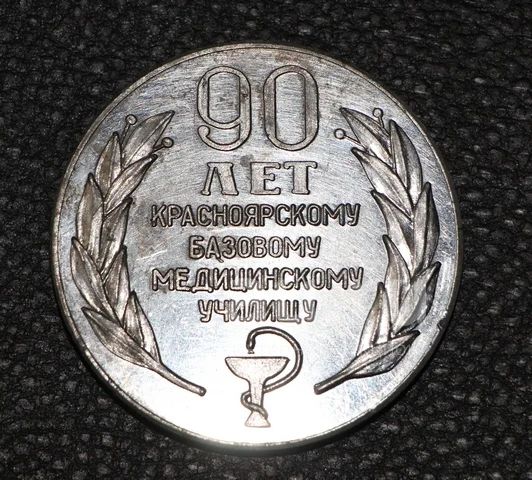 90
ЛЕТ
КРАСНОЯРСКОМУ
БАЗОВОМУ
МЕДИЦИНСКОМУ
УЧИЛИЩУ